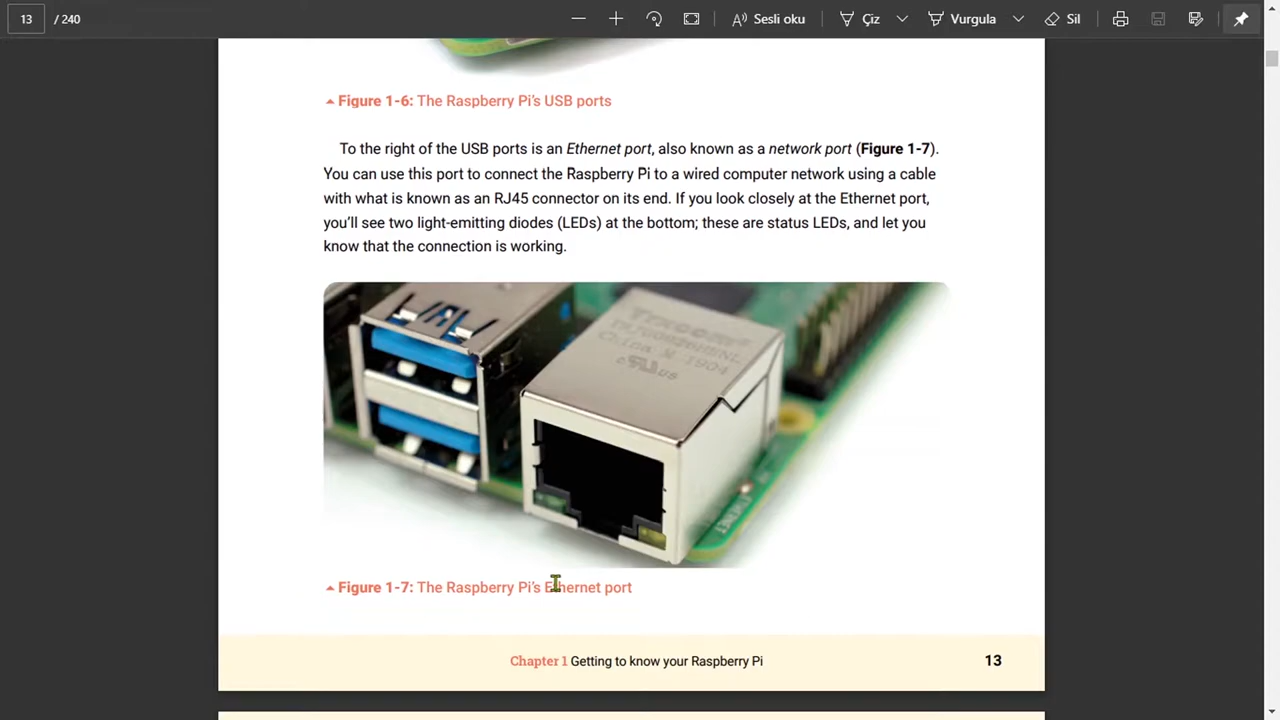 13 / 240
Sesli oku
Çiz
Vurgula
Sil
Figure 1-6: The Raspberry Pi’s USB ports
To the right of the USB ports is an Ethernet port, also known as a network port (Figure 1-7).
You can use this port to connect the Raspberry Pi to a wired computer network using a cable
with what is known as an RJ45 connector on its end. If you look closely at the Ethernet port,
you’ll see two light-emitting diodes (LEDs) at the bottom; these are status LEDs, and let you
know that the connection is working.
China
1904
Figure 1-7: The Raspberry Pi’s Ethernet port
Chapter 1 Getting to know your Raspberry Pi
13